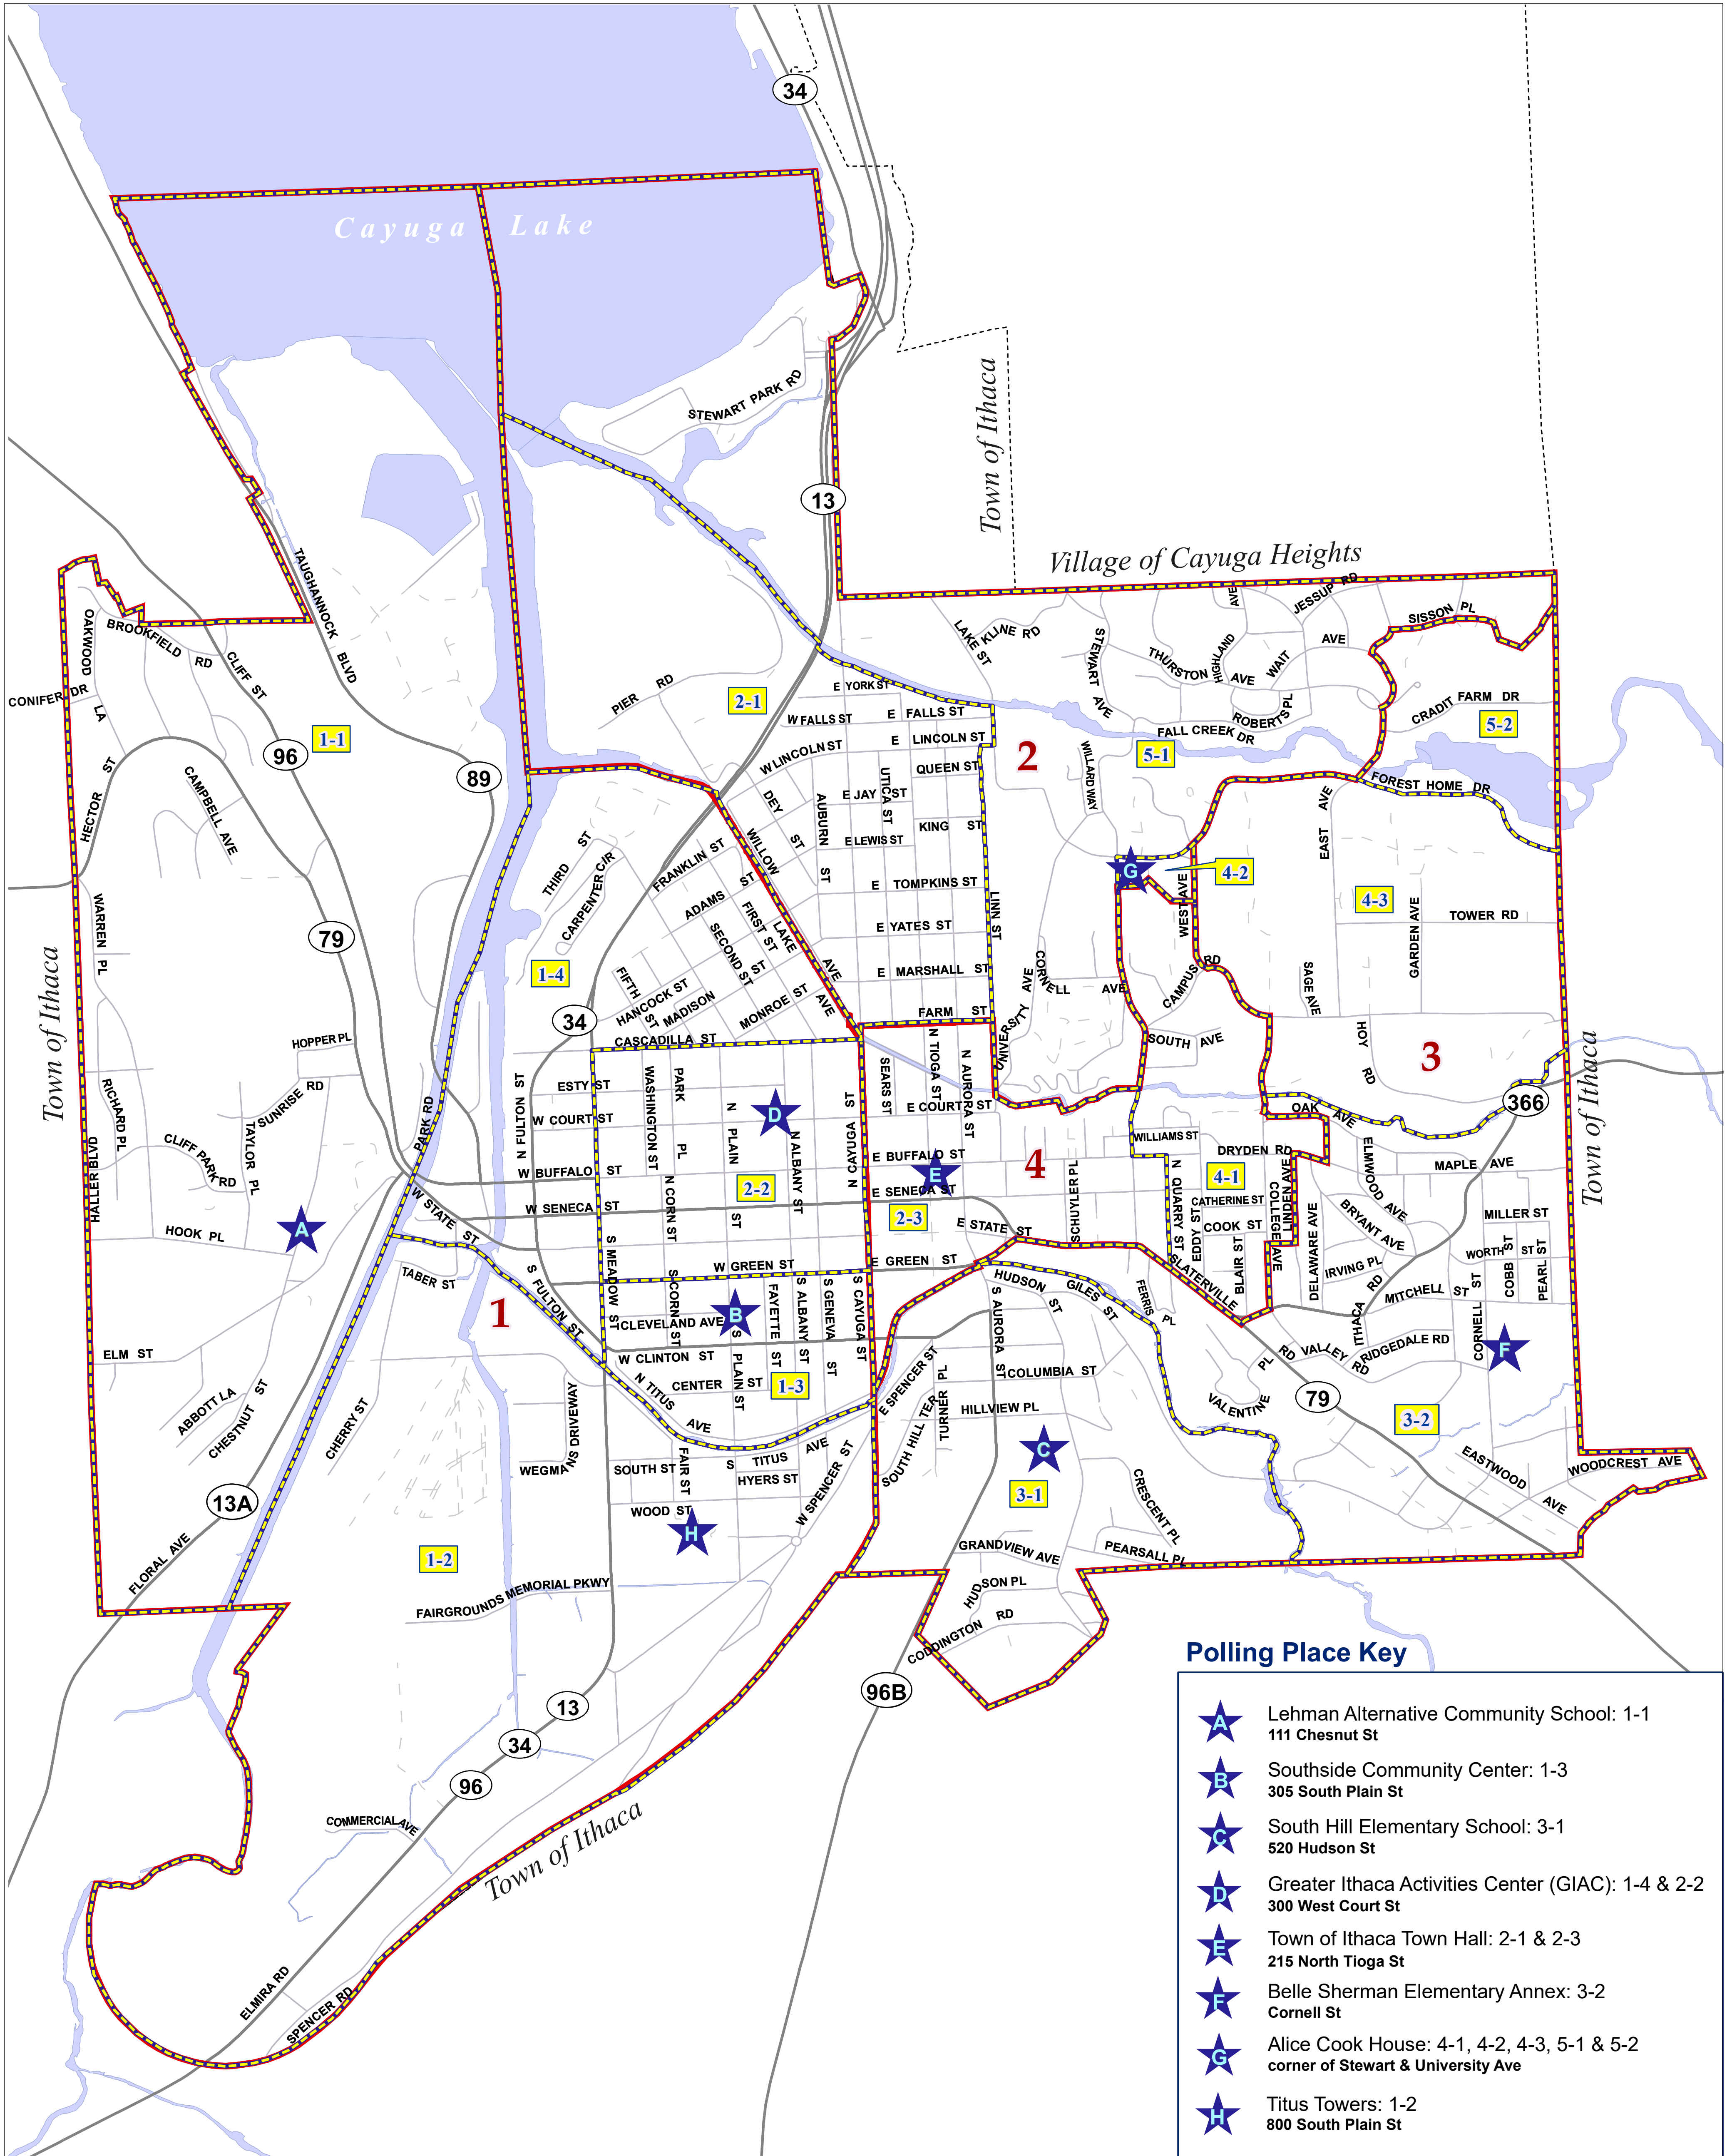 34
Cayuga Lake
STEWART PARK RD
Town of Ithaca
13
Village of Cayuga Heights
TAUGHANNOCK BLVD
OAKWOOD LA
BROOKFIELD RD
CLIFF ST
CONIFER DR
LAKE ST
KLINE RD
STEWART AVE
AVE
JESSUP RD
SISSON PL
THURSTON AVE
HIGHLAND
WAIT AVE
ROBERTS PL
CRADIT FARM DR
5-2
FALL CREEK DR
5-1
2
PIER RD
2-1
E YORK ST
W FALLS ST
E FALLS ST
W LINCOLN ST
E LINCOLN ST
QUEEN ST
UTICA ST
E JAY ST
KING ST
E LEWIS ST
DEY ST
AUBURN ST
WILLOW AVE
E TOMPKINS ST
E YATES ST
E MARSHALL ST
FARM ST
LINN ST
WILLARD WAY
FOREST HOME DR
EAST AVE
G
4-2
4-3
WEST AVE
TOWER RD
GARDEN AVE
CAMPUS RD
SAGE AVE
CORNELL AVE
UNIVERSITY AVE
SOUTH AVE
HOY RD
3
366
Town of Ithaca
1-1
96
89
HECTOR ST
CAMPBELL AVE
79
WARREN PL
Town of Ithaca
HOPPER PL
SUNRISE RD
RICHARD PL
CLIFF PARK RD
TAYLOR PL
HALLER BLVD
HOOK PL
A
PARK RD
THIRD ST
CARPENTER CIR
1-4
34
FRANKLIN ST
ADAMS ST
FIRST ST
LAKE AVE
SECOND ST
FIFTH ST
HANCOCK ST
MADISON ST
MONROE ST
CASCADILLA ST
ESTY ST
W COURT ST
N FULTON ST
WASHINGTON ST
PARK PL
N PLAIN ST
D
N ALBANY ST
N CAYUGA ST
SEARS ST
N TIOGA ST
N AURORA ST
E COURT ST
W BUFFALO ST
E BUFFALO ST
E
2-2
N CORN ST
W SENECA ST
E SENECA ST
2-3
4
SCHUYLER PL
WILLIAMS ST
N QUARRY ST
4-1
DRYDEN RD
OAK AVE
CATHERINE ST
COOK ST
EDDY ST
BLAIR ST
COLLEGE AVE
LINDEN AVE
DELAWARE AVE
ELMWOOD AVE
BRYANT AVE
MAPLE AVE
MILLER ST
WORTH ST
COBB ST
PEARL ST
IRVING PL
ITHACA RD
MITCHELL ST
CORNELL ST
F
RIDGEDALE RD
VALLEY RD
SLATERVILLE RD
VALENTINE PL
79
3-2
EASTWOOD AVE
WOODCREST AVE
W STATE ST
E STATE ST
TABER ST
1
S FULTON ST
S MEADOW ST
W GREEN ST
E GREEN ST
S CORN ST
B
CLEVELAND AVE
FAYETTE ST
S ALBANY ST
S GENEVA ST
S CAYUGA ST
W CLINTON ST
CENTER ST
S PLAIN ST
1-3
N TITUS AVE
S TITUS AVE
SOUTH ST
FAIR ST
HYERS ST
WOOD ST
H
W SPENCER ST
E SPENCER ST
SOUTH HILL TER
TURNER PL
HUDSON ST
GILES ST
FERRIS PL
S AURORA ST
COLUMBIA ST
HILLVIEW PL
C
3-1
CRESCENT PL
PEARSALL PL
GRANDVIEW AVE
HUDSON PL
CODDINGTON RD
96B
ELM ST
ABBOTT LA
CHESTNUT ST
CHERRY ST
WEGMANS DRIVEWAY
13A
FLORAL AVE
1-2
FAIRGROUNDS MEMORIAL PKWY
13
34
96
COMMERCIAL AVE
Town of Ithaca
ELMIRA RD
SPENCER RD
Polling Place Key
A
Lehman Alternative Community School: 1-1
111 Chesnut St
B
Southside Community Center: 1-3
305 South Plain St
C
South Hill Elementary School: 3-1
520 Hudson St
D
Greater Ithaca Activities Center (GIAC): 1-4 & 2-2
300 West Court St
E
Town of Ithaca Town Hall: 2-1 & 2-3
215 North Tioga St
F
Belle Sherman Elementary Annex: 3-2
Cornell St
G
Alice Cook House: 4-1, 4-2, 4-3, 5-1 & 5-2
corner of Stewart & University Ave
H
Titus Towers: 1-2
800 South Plain St